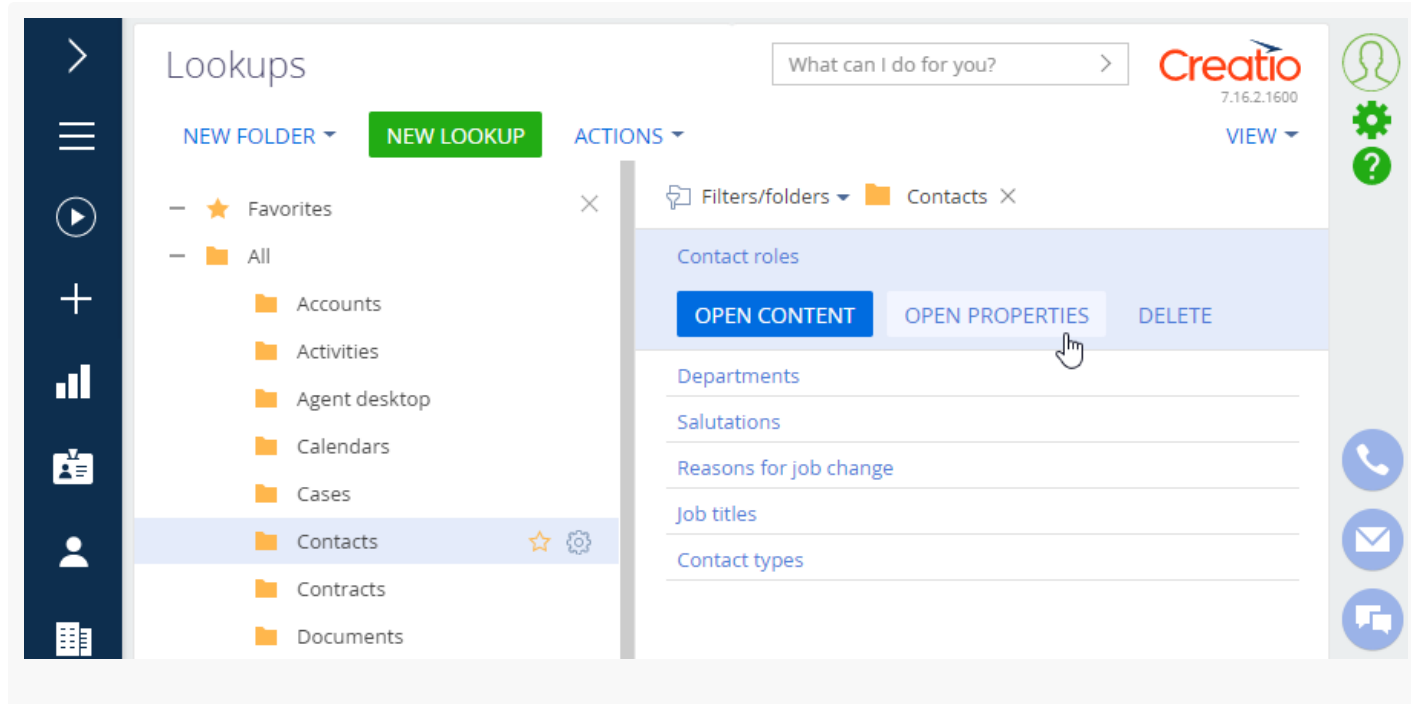 Lookups
What can I do for you?
Creatio
7.16.2.1600
NEW FOLDER
NEW LOOKUP
ACTIONS
VIEW
Favorites
All
Accounts
Activities
Agent desktop
Calendars
Cases
Contacts
Contracts
Documents
Filters/folders
Contacts
Contact roles
OPEN CONTENT
OPEN PROPERTIES
DELETE
Departments
Salutations
Reasons for job change
Job titles
Contact types
?